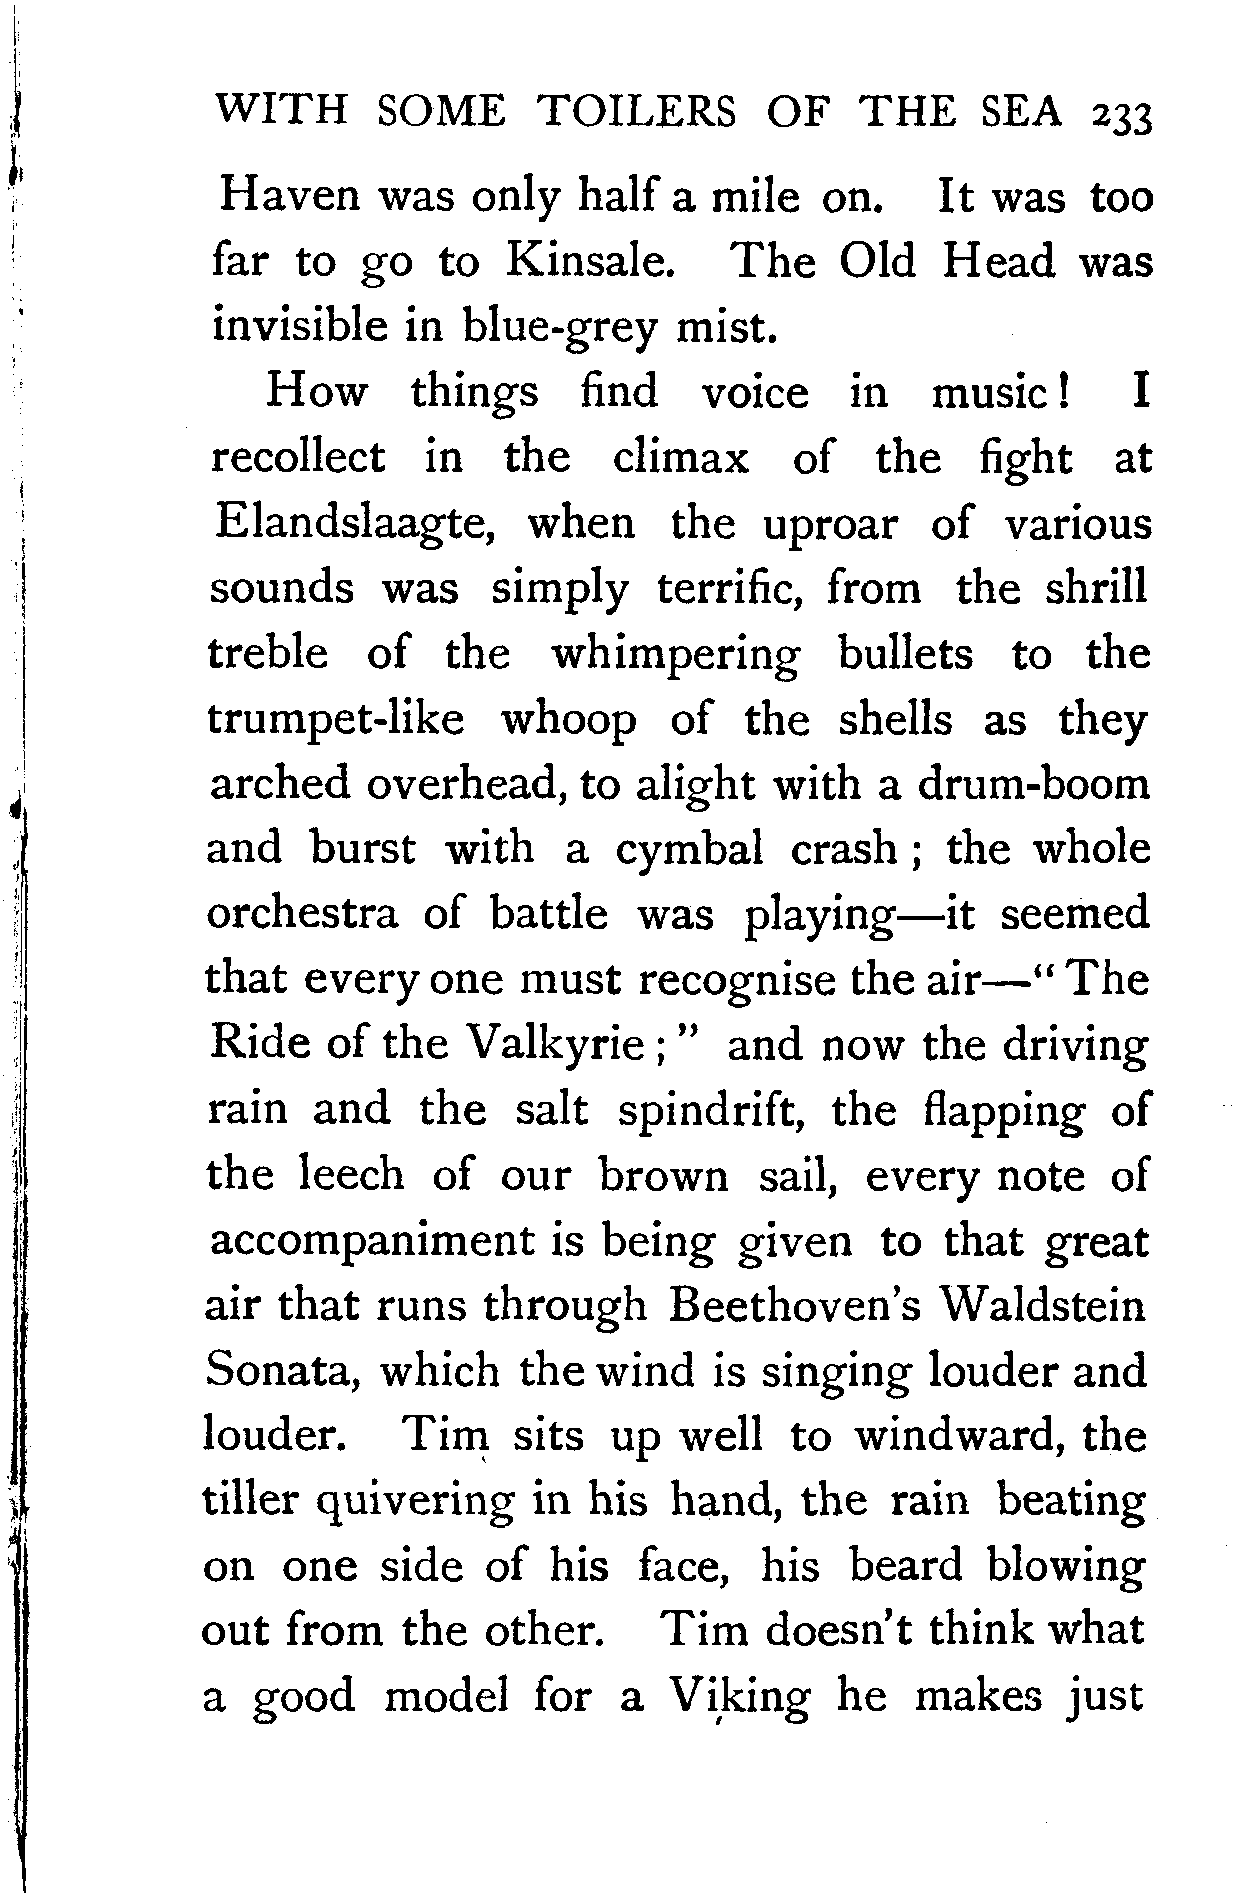 WITH SOME TOILERS OF THE SEA 233
Haven was only half a mile on. It was too
far to go to Kinsale. The Old Head was
invisible in blue-grey mist.
How things find voice in music! I
recollect in the climax of the fight at
Elandslaagte, when the uproar of various
sounds was simply terrific, from the shrill
treble of the whimpering bullets to the
trumpet-like whoop of the shells as they
arched overhead, to alight with a drum-boom
and burst with a cymbal crash; the whole
orchestra of battle was playing—it seemed
that every one must recognise the air—“The
Ride of the Valkyrie;” and now the driving
rain and the salt spindrift, the flapping of
the leech of our brown sail, every note of
accompaniment is being given to that great
air that runs through Beethoven's Waldstein
Sonata, which the wind is singing louder and
louder. Tim sits up well to windward, the
tiller quivering in his hand, the rain beating
on one side of his face, his beard blowing
out from the other. Tim doesn't think what
a good model for a Viking he makes just